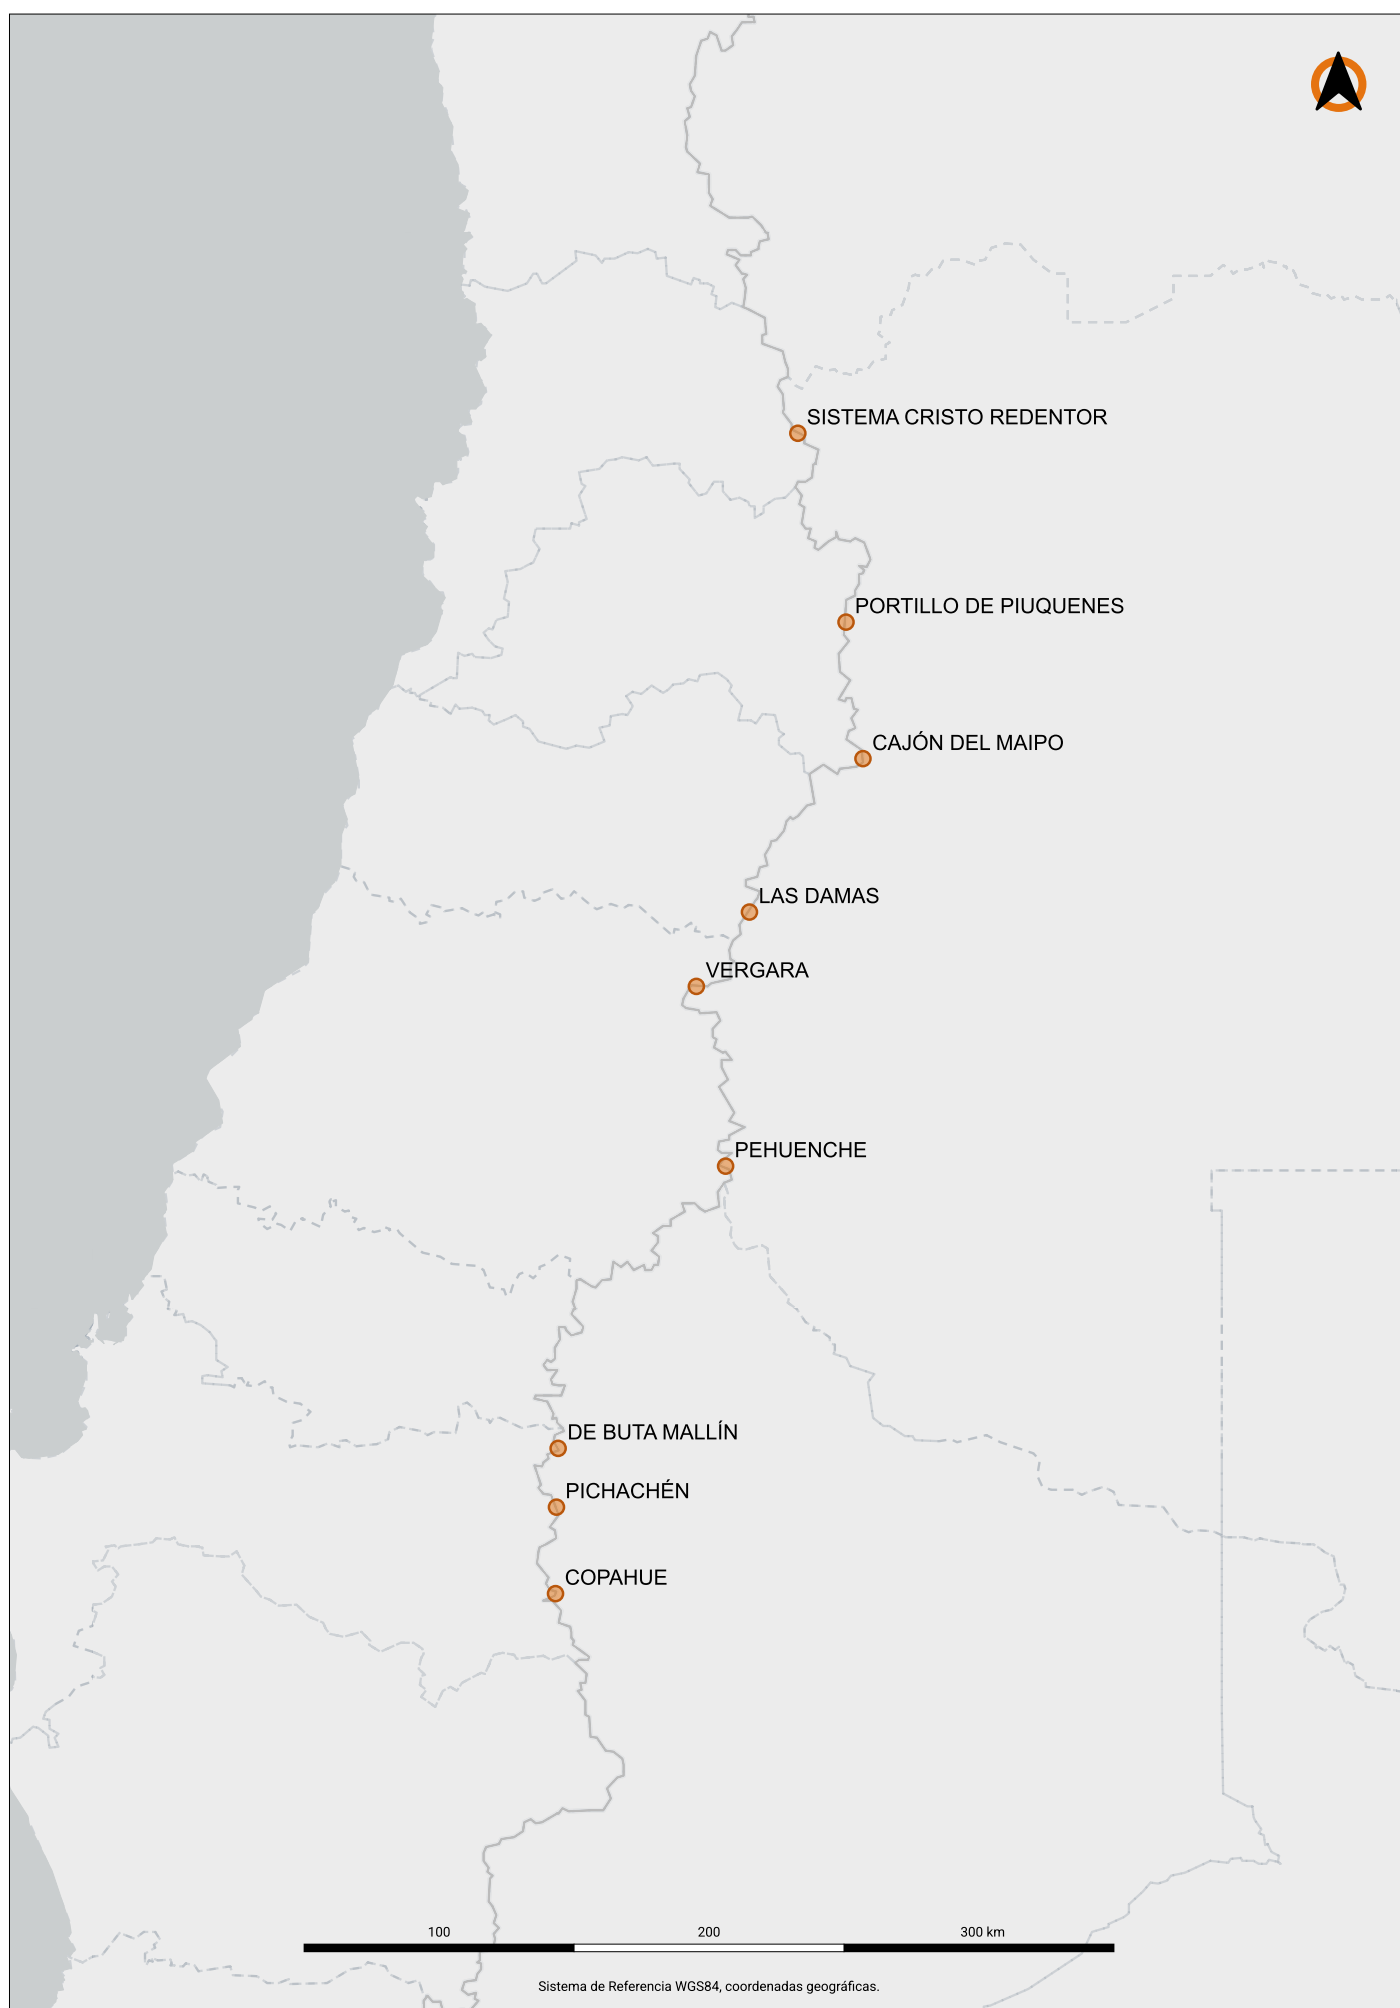 SISTEMA CRISTO REDENTOR
PORTILLO DE PIUQUENES
CAJÓN DEL MAIPO
LAS DAMAS
VERGARA
PEHUENCHE
DE BUTA MALLÍN
PICHACHÉN
COPAHUE
100 200 300 km
Sistema de Referencia WGS84, coordenadas geográficas.